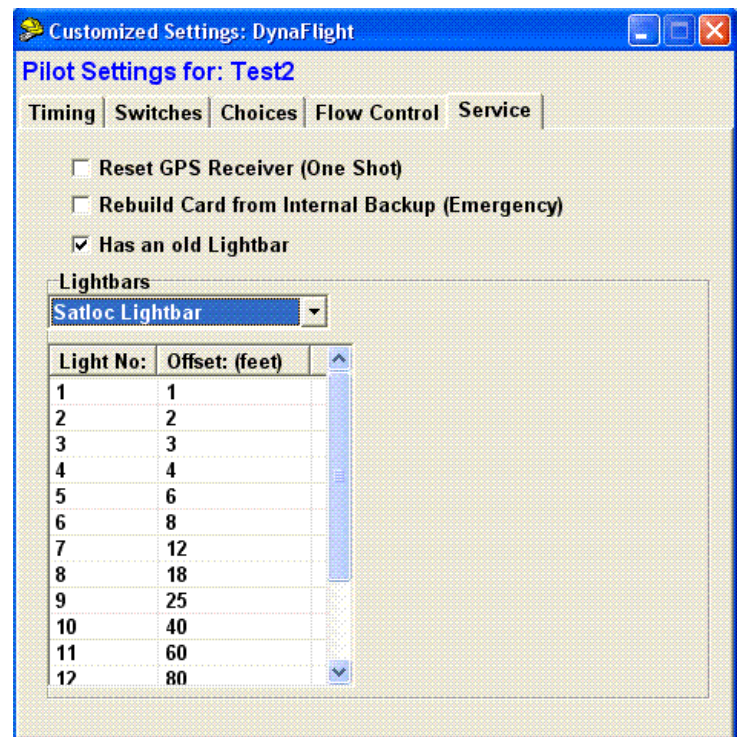 Customized Settings: DynaFlight
Pilot Settings for: Test2
Timing Switches Choices Flow Control Service
Reset GPS Receiver (One Shot)
Rebuild Card from Internal Backup (Emergency)
Has an old Lightbar
Lightbars
Satloc Lightbar
Light No: Offset: (feet)
1 1
2 2
3 3
4 4
5 6
6 8
7 12
8 18
9 25
10 40
11 60
12 80